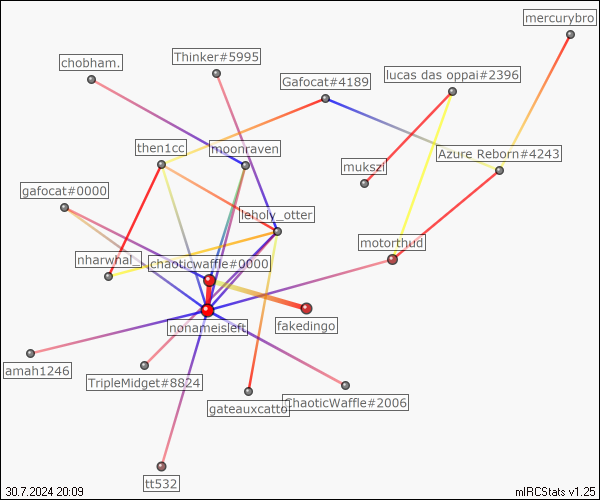 mercurybro
Thinker#5995
chobham.
Gafocat#4189
lucas das oppai#2396
then1cc
moonraven
Azure Reborn#4243
mukszi
gafocat#0000
leholy_otter
motorthud
nharwhal_
chaoticwaffle#0000
nonameisleft
fakedingo
amah1246
TripleMidget#8824
gateauxcatto
ChaoticWaffle#2006
tt532
30.7.2024 20:09
mIRCStats v1.25